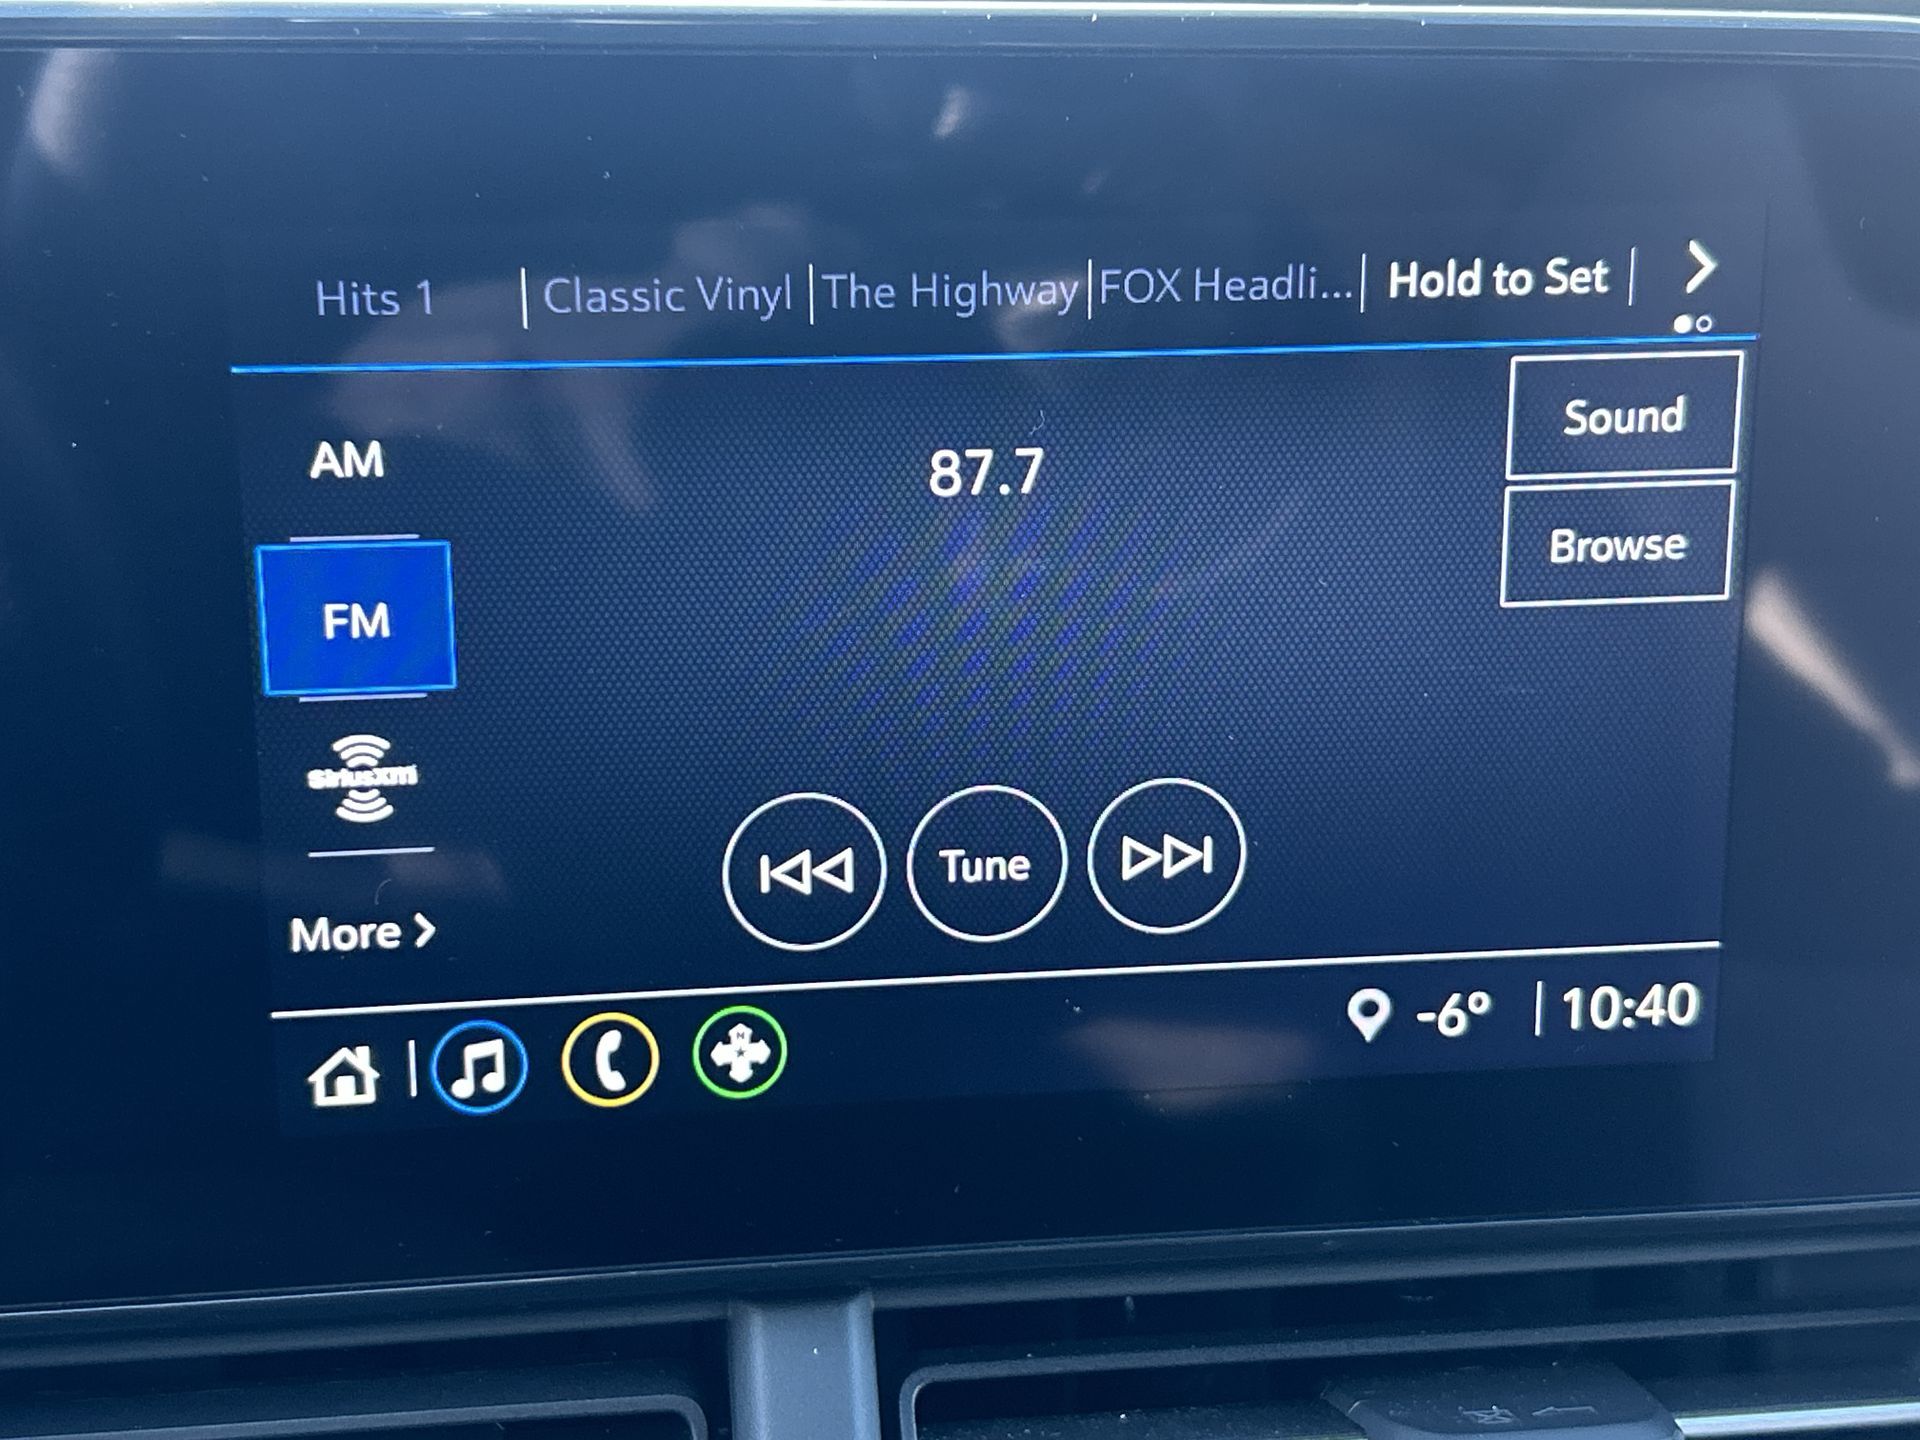 Hits 1 | Classic Vinyl | The Highway | FOX Headli... | Hold to Set |
Sound
AM
87.7
Browse
FM
siriusxm
Tune
More
-6° | 10:40
N